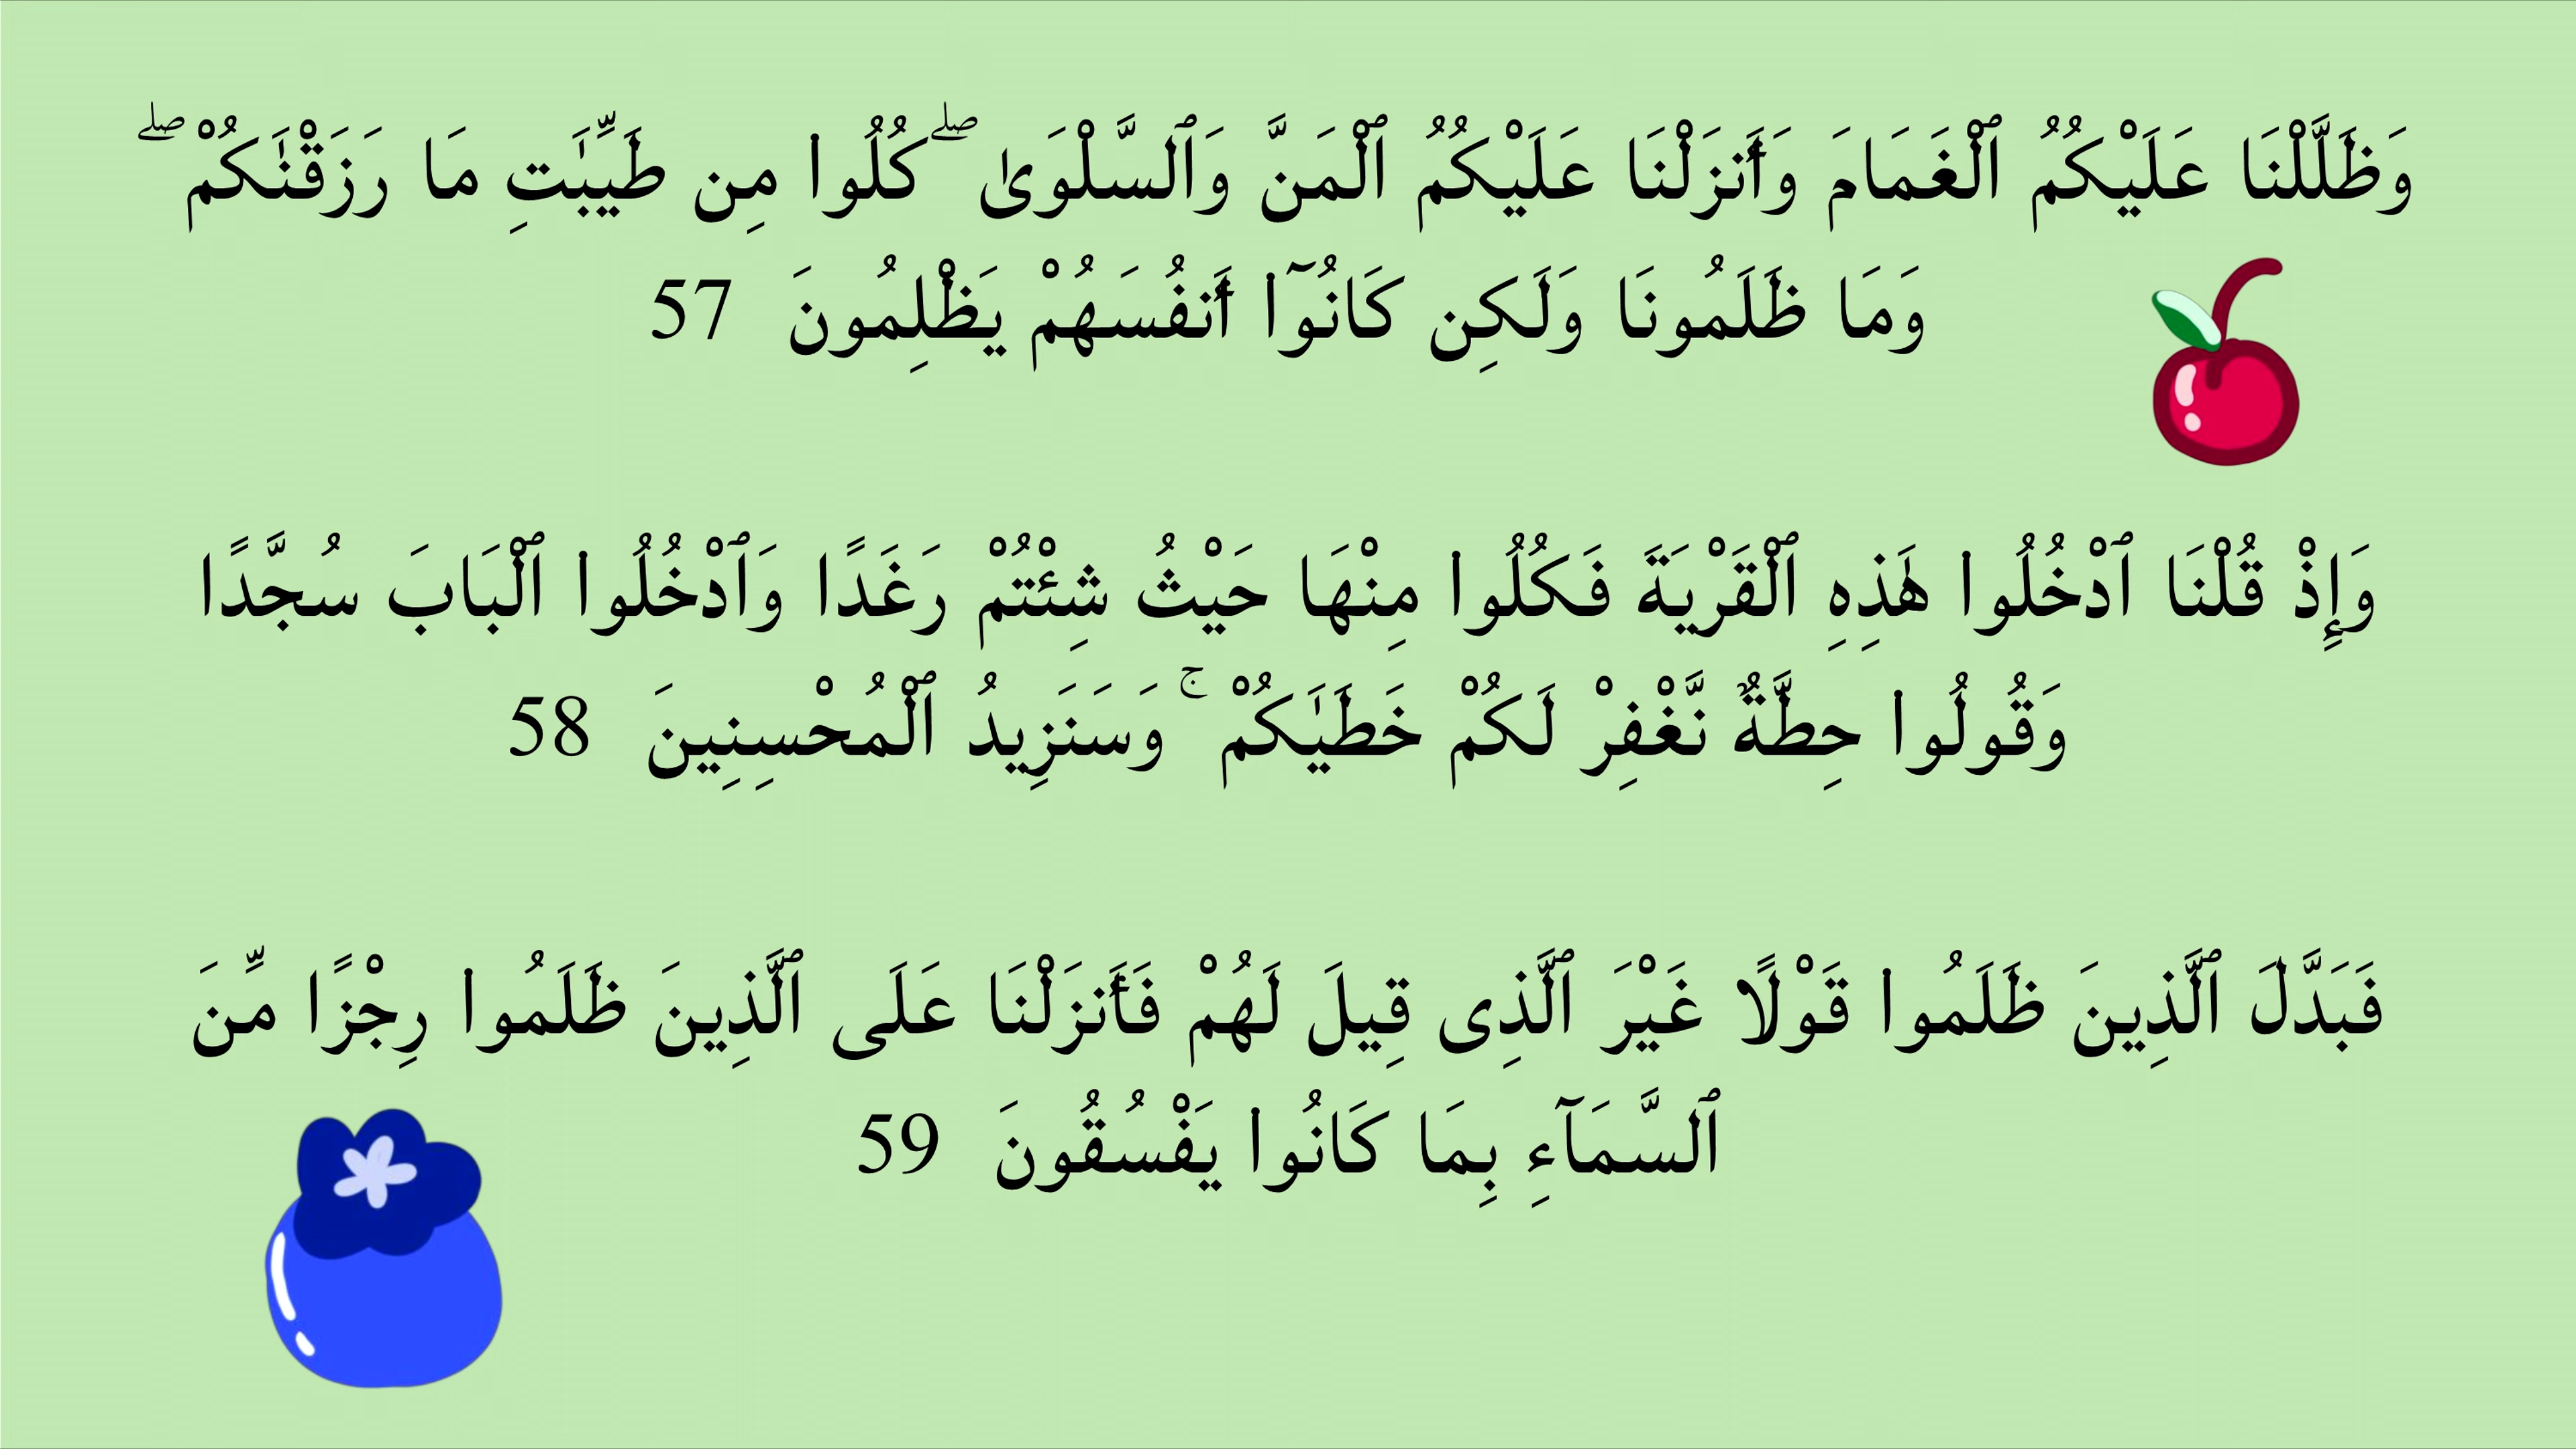 وَظَلَّلْنَا عَلَيْكُمُ ٱلْغَمَامَ وَأَنزَلْنَا عَلَيْكُمُ ٱلْمَنَّ وَٱلسَّلْوَىٰ ۖ كُلُوا مِن طَيِّبَٰتِ مَا رَزَقْنَٰكُمْ ۖ
وَمَا ظَلَمُونَا وَلَٰكِن كَانُوٓا أَنفُسَهُمْ يَظْلِمُونَ 57
وَإِذْ قُلْنَا ٱدْخُلُوا هَٰذِهِ ٱلْقَرْيَةَ فَكُلُوا مِنْهَا حَيْثُ شِئْتُمْ رَغَدًا وَٱدْخُلُوا ٱلْبَابَ سُجَّدًا
وَقُولُوا حِطَّةٌ نَّغْفِرْ لَكُمْ خَطَٰيَٰكُمْ ۚ وَسَنَزِيدُ ٱلْمُحْسِنِينَ 58
فَبَدَّلَ ٱلَّذِينَ ظَلَمُوا قَوْلًا غَيْرَ ٱلَّذِى قِيلَ لَهُمْ فَأَنزَلْنَا عَلَى ٱلَّذِينَ ظَلَمُوا رِجْزًا مِّنَ
ٱلسَّمَآءِ بِمَا كَانُوا يَفْسُقُونَ 59